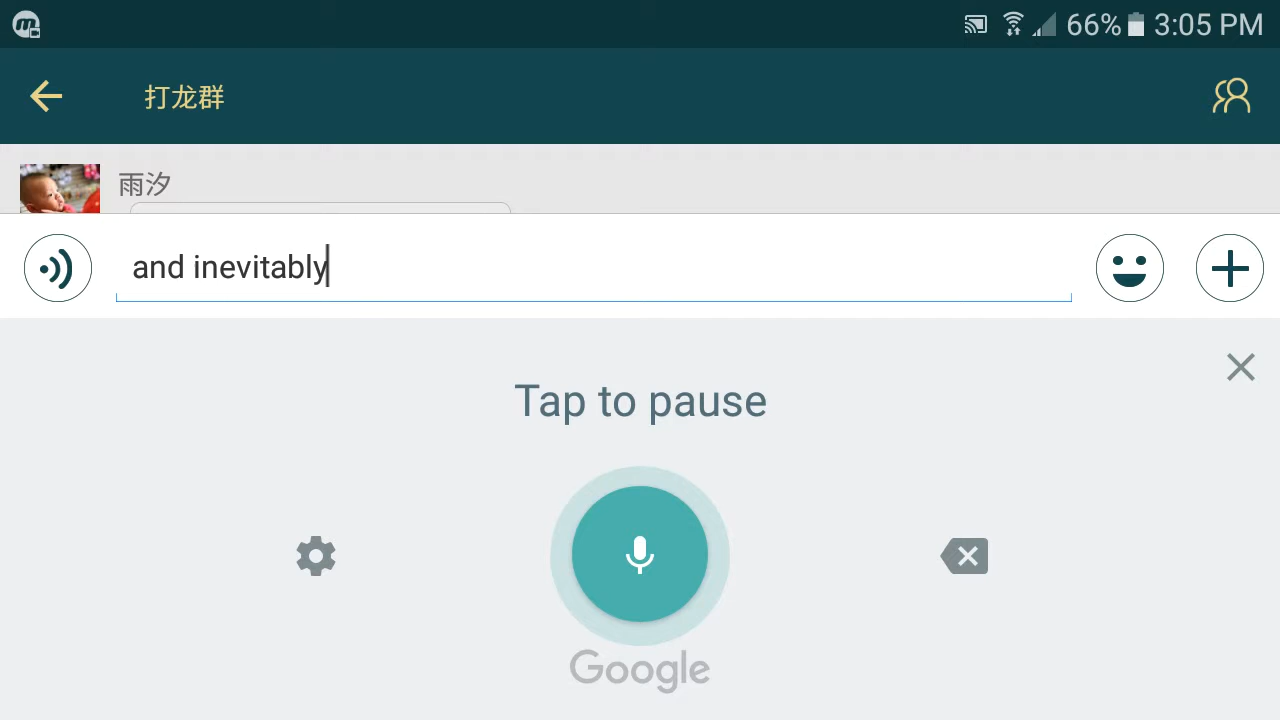 66% 3:05 PM
打龙群
雨汐
and inevitably
Tap to pause
Google